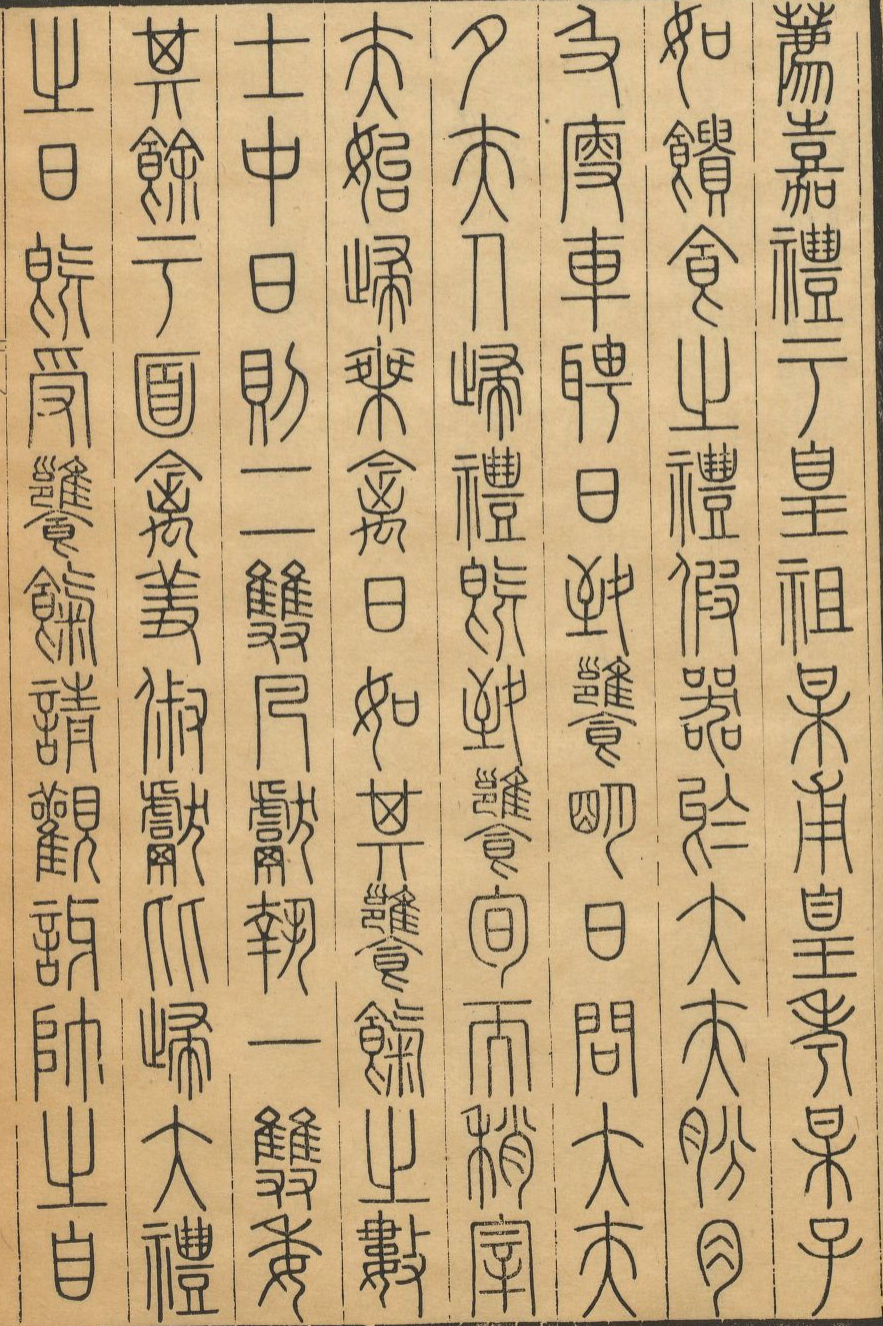 薦嘉禮于皇祖某甫皇考某子
如饋食之禮假器於大夫朌肉
及廋車聘日致饔明日問大夫
夕夫人歸禮既致饔旬而稍宰
夫始歸乘禽日如其饔餼之數
士中日則二雙凡獻執一雙委
其餘于面禽羞俶獻比歸大禮
之日既受饔餼請觀訝帥之自